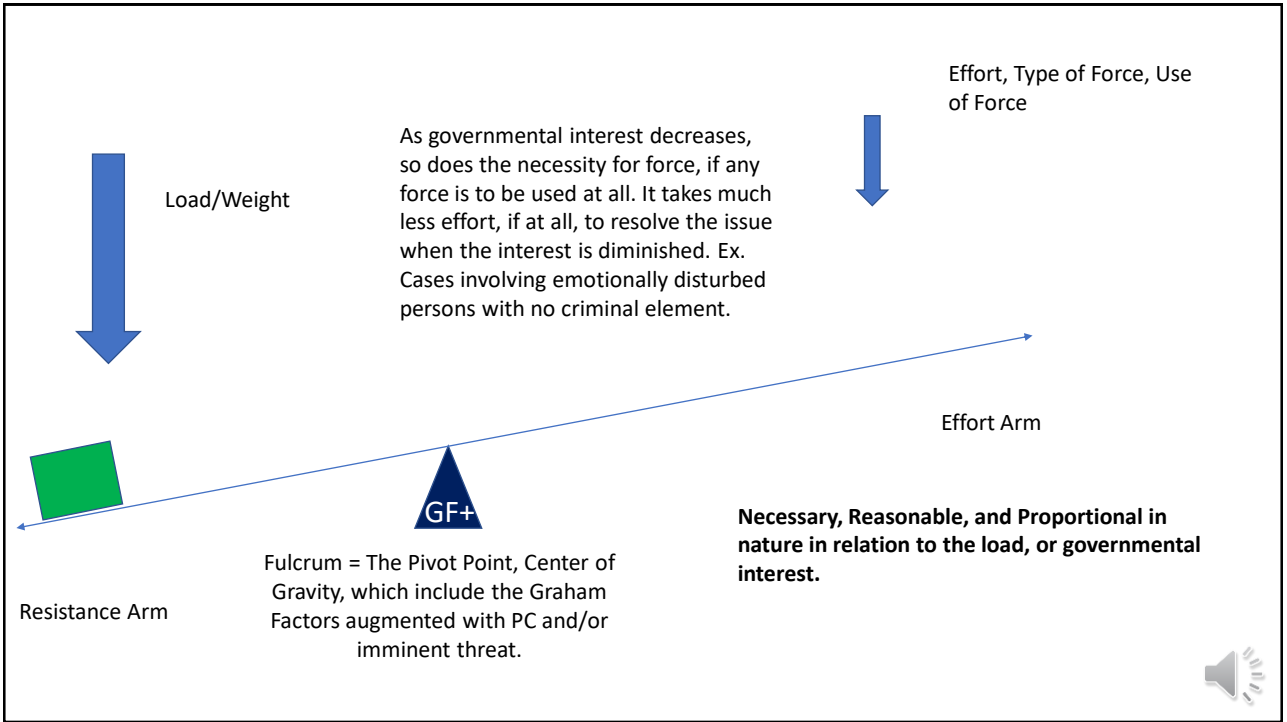 Effort, Type of Force, Use
of Force
As governmental interest decreases,
so does the necessity for force, if any
force is to be used at all. It takes much
less effort, if at all, to resolve the issue
when the interest is diminished. Ex.
Cases involving emotionally disturbed
persons with no criminal element.
Load/Weight
Effort Arm
GF+
Necessary, Reasonable, and Proportional in
nature in relation to the load, or governmental
interest.
Fulcrum = The Pivot Point, Center of
Gravity, which include the Graham
Factors augmented with PC and/or
imminent threat.
Resistance Arm